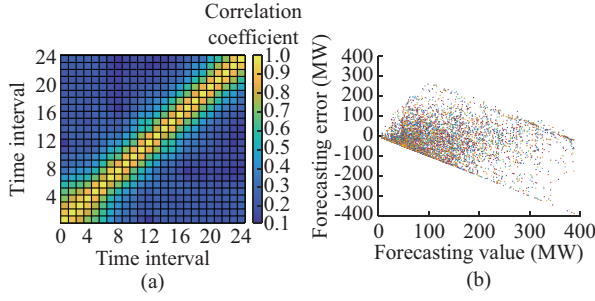 Correlation
coefficient
24
20
16
12
8
4
0 4 8 12 16 20 24
Time interval
Time interval
1.0
0.9
0.8
0.7
0.6
0.5
0.4
0.3
0.2
0.1
(a)
Forecasting error (MW)
400
300
200
100
0
-100
-200
-300
-400
0 100 200 300 400
Forecasting value (MW)
(b)